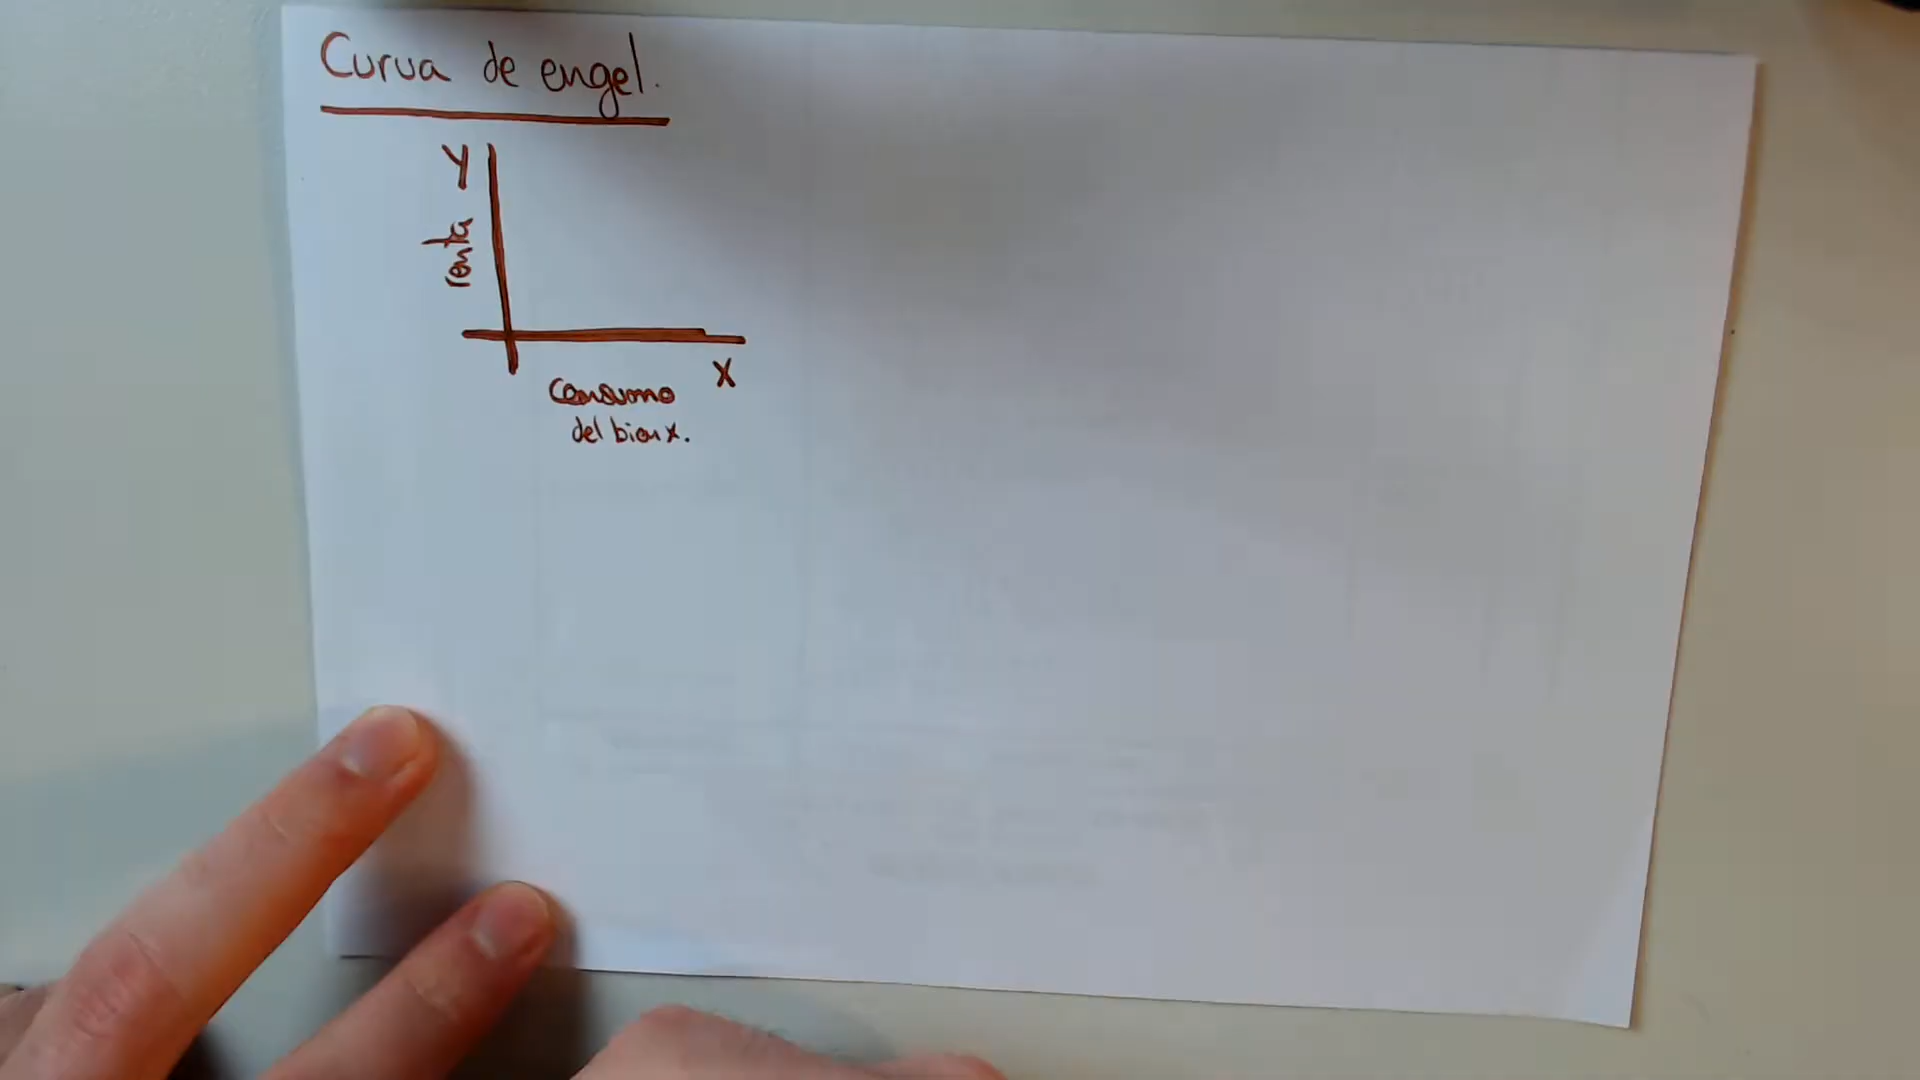 Curva de engel.
Y
renta
X
Consumo
del bien x.